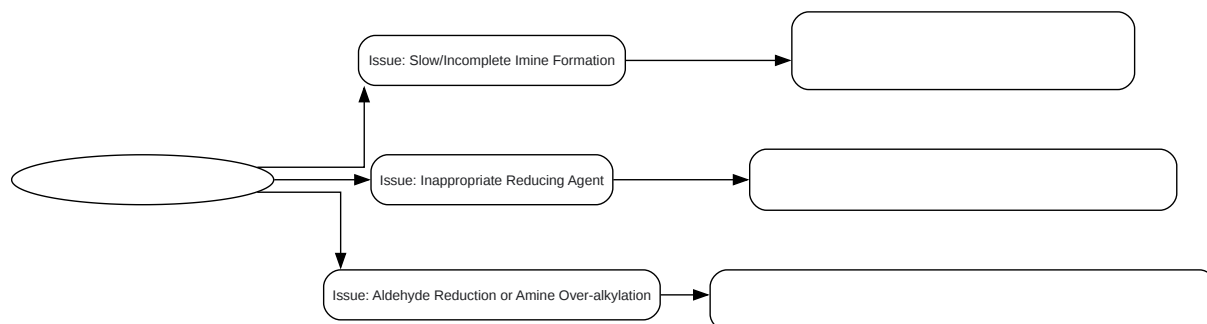 Issue: Slow/Incomplete Imine Formation
Issue: Inappropriate Reducing Agent
Issue: Aldehyde Reduction or Amine Over-alkylation